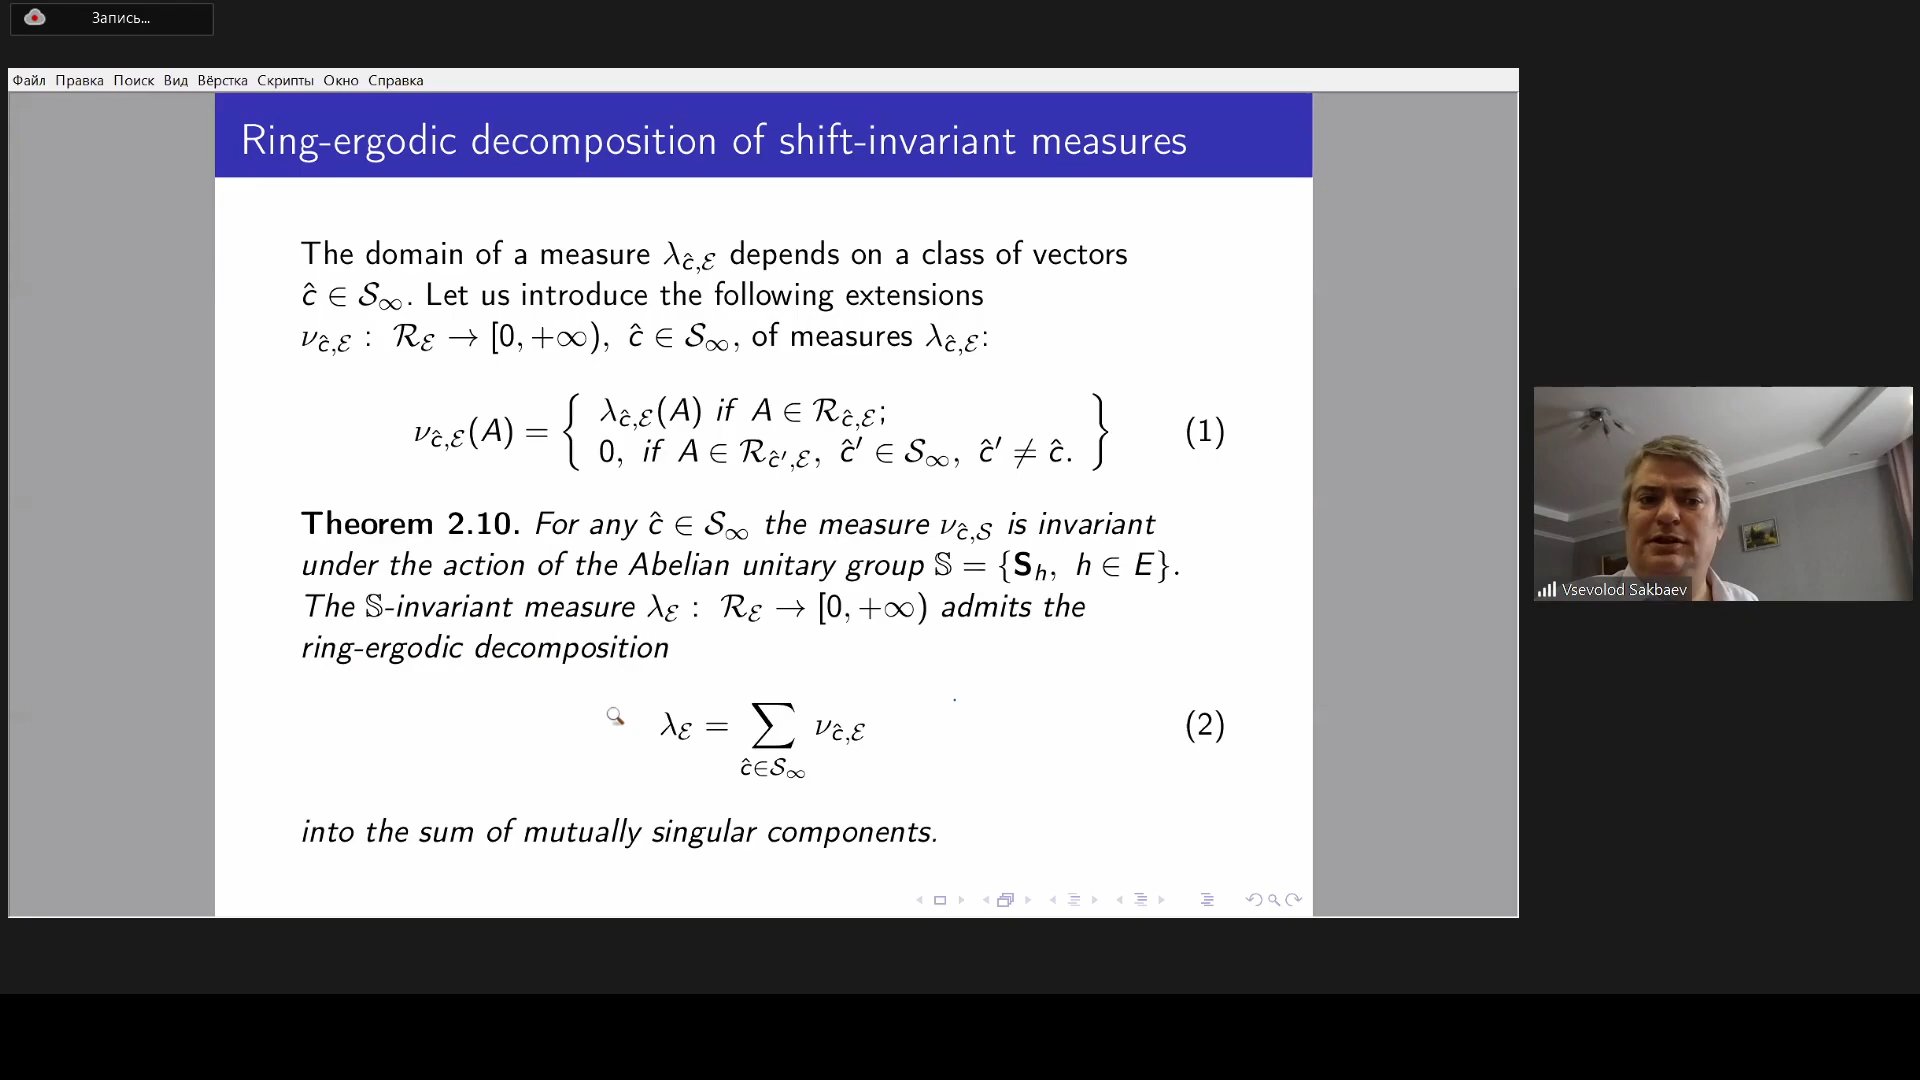 Запись...
Файл Правка Поиск Вид Вёрстка Скрипты Окно Справка
Ring-ergodic decomposition of shift-invariant measures
The domain of a measure λ_{ĉ,ℰ} depends on a class of vectors
ĉ ∈ 𝒮_∞. Let us introduce the following extensions
ν_{ĉ,ℰ} : ℛ_ℰ → [0, +∞), ĉ ∈ 𝒮_∞, of measures λ_{ĉ,ℰ}:
ν_{ĉ,ℰ}(A) = { λ_{ĉ,ℰ}(A) if A ∈ ℛ_{ĉ,ℰ};
0, if A ∈ ℛ_{ĉ′,ℰ}, ĉ′ ∈ 𝒮_∞, ĉ′ ≠ ĉ. } (1)
Theorem 2.10. For any ĉ ∈ 𝒮_∞ the measure ν_{ĉ,𝒮} is invariant
under the action of the Abelian unitary group 𝕊 = {S_h, h ∈ E}.
The 𝕊-invariant measure λ_ℰ : ℛ_ℰ → [0, +∞) admits the
ring-ergodic decomposition
λ_ℰ = ∑_{ĉ∈𝒮_∞} ν_{ĉ,ℰ} (2)
into the sum of mutually singular components.
Vsevolod Sakbaev